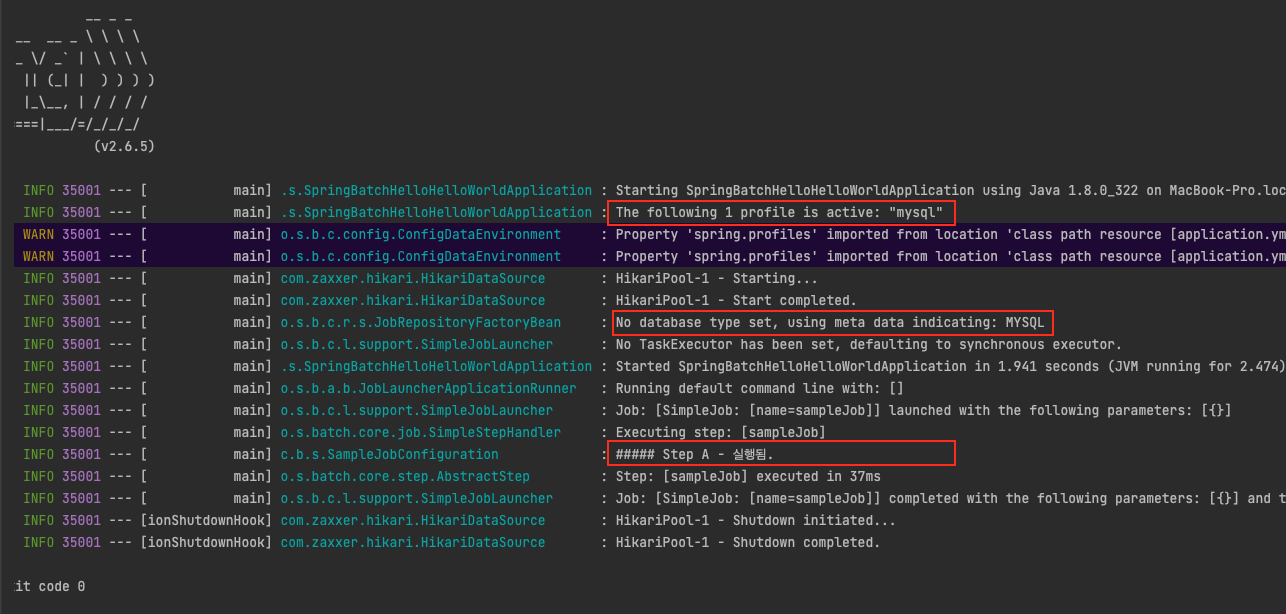 __ _ _
__  __ _ \ \ \ \
_ \/ _` | \ \ \ \
 || (_| |  ) ) ) )
 |_\__, | / / / /
===|___/=/_/_/_/
          (v2.6.5)
INFO 35001 --- [           main] .s.SpringBatchHelloHelloWorldApplication : Starting SpringBatchHelloHelloWorldApplication using Java 1.8.0_322 on MacBook-Pro.loc
INFO 35001 --- [           main] .s.SpringBatchHelloHelloWorldApplication : The following 1 profile is active: "mysql"
WARN 35001 --- [           main] o.s.b.c.config.ConfigDataEnvironment     : Property 'spring.profiles' imported from location 'class path resource [application.ym
WARN 35001 --- [           main] o.s.b.c.config.ConfigDataEnvironment     : Property 'spring.profiles' imported from location 'class path resource [application.ym
INFO 35001 --- [           main] com.zaxxer.hikari.HikariDataSource       : HikariPool-1 - Starting...
INFO 35001 --- [           main] com.zaxxer.hikari.HikariDataSource       : HikariPool-1 - Start completed.
INFO 35001 --- [           main] o.s.b.c.r.s.JobRepositoryFactoryBean     : No database type set, using meta data indicating: MYSQL
INFO 35001 --- [           main] o.s.b.c.l.support.SimpleJobLauncher      : No TaskExecutor has been set, defaulting to synchronous executor.
INFO 35001 --- [           main] .s.SpringBatchHelloHelloWorldApplication : Started SpringBatchHelloHelloWorldApplication in 1.941 seconds (JVM running for 2.474)
INFO 35001 --- [           main] o.s.b.a.b.JobLauncherApplicationRunner   : Running default command line with: []
INFO 35001 --- [           main] o.s.b.c.l.support.SimpleJobLauncher      : Job: [SimpleJob: [name=sampleJob]] launched with the following parameters: [{}]
INFO 35001 --- [           main] o.s.batch.core.job.SimpleStepHandler     : Executing step: [sampleJob]
INFO 35001 --- [           main] c.b.s.SampleJobConfiguration             : ##### Step A - 실행됨.
INFO 35001 --- [           main] o.s.batch.core.step.AbstractStep         : Step: [sampleJob] executed in 37ms
INFO 35001 --- [           main] o.s.b.c.l.support.SimpleJobLauncher      : Job: [SimpleJob: [name=sampleJob]] completed with the following parameters: [{}] and t
INFO 35001 --- [ionShutdownHook] com.zaxxer.hikari.HikariDataSource       : HikariPool-1 - Shutdown initiated...
INFO 35001 --- [ionShutdownHook] com.zaxxer.hikari.HikariDataSource       : HikariPool-1 - Shutdown completed.
it code 0